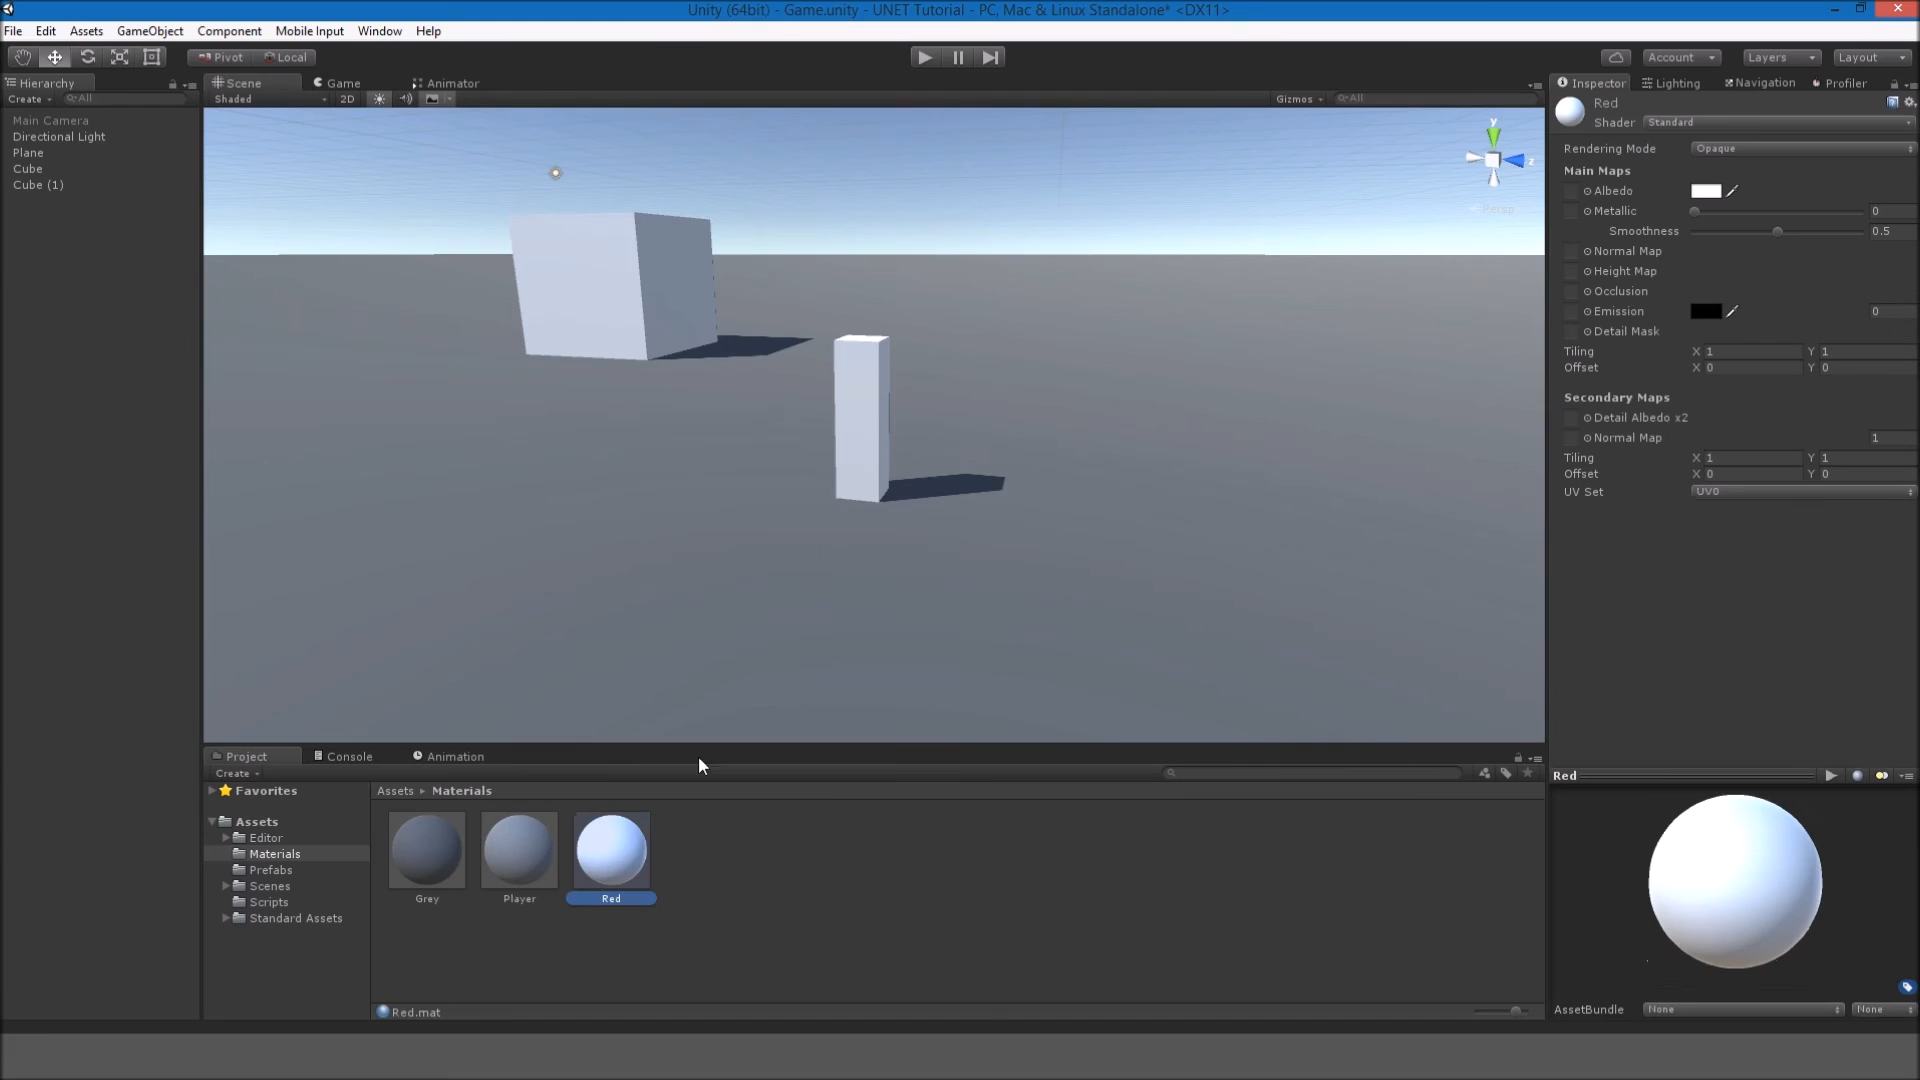 Unity (64bit) - Game.unity - UNET Tutorial - PC, Mac & Linux Standalone* <DX11>
File Edit Assets GameObject Component Mobile Input Window Help
Pivot Local Account Layers Layout
Hierarchy Scene Game Animator Inspector Lighting Navigation Profiler
Create All Shaded 2D Gizmos All
Main Camera
Directional Light
Plane
Cube
Cube (1)
y
z
Persp
Red
Shader Standard
Rendering Mode Opaque
Main Maps
Albedo
Metallic 0
Smoothness 0.5
Normal Map
Height Map
Occlusion
Emission 0
Detail Mask
Tiling X 1 Y 1
Offset X 0 Y 0
Secondary Maps
Detail Albedo x2
Normal Map 1
Tiling X 1 Y 1
Offset X 0 Y 0
UV Set UV0
Project Console Animation
Create
Favorites
Assets
Editor
Materials
Prefabs
Scenes
Scripts
Standard Assets
Assets Materials
Grey Player Red
Red.mat
Red
AssetBundle None None